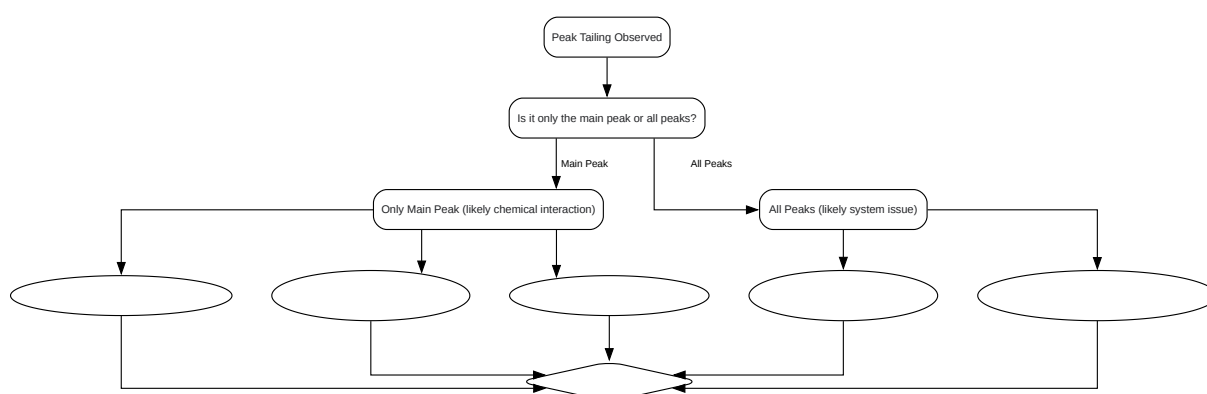 Peak Tailing Observed
Is it only the main peak or all peaks?
Main Peak
All Peaks
Only Main Peak (likely chemical interaction)
All Peaks (likely system issue)